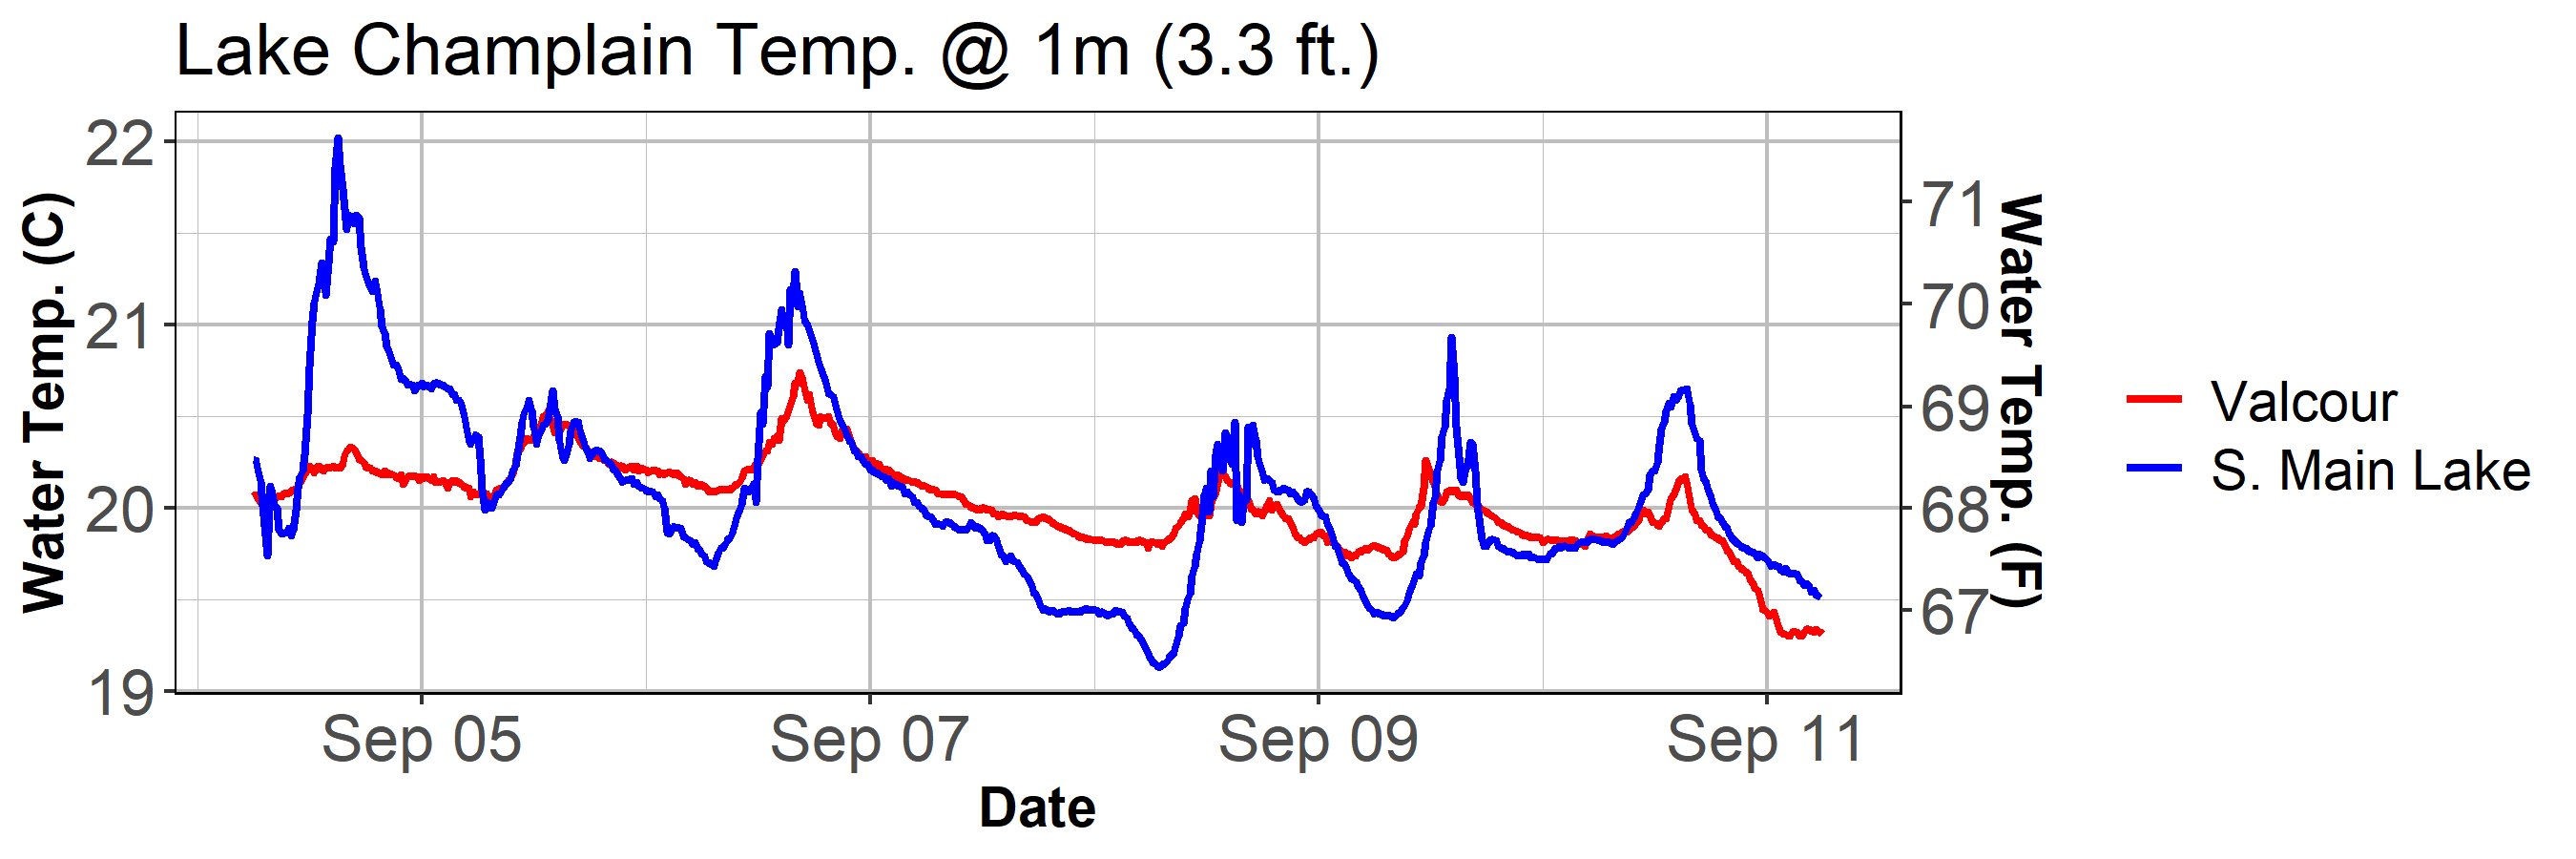 Lake Champlain Temp. @ 1m (3.3 ft.)
Water Temp. (C)
22
21
20
19
71
70
69
68
67
Water Temp. (F)
Sep 05
Sep 07
Sep 09
Sep 11
Date
Valcour
S. Main Lake